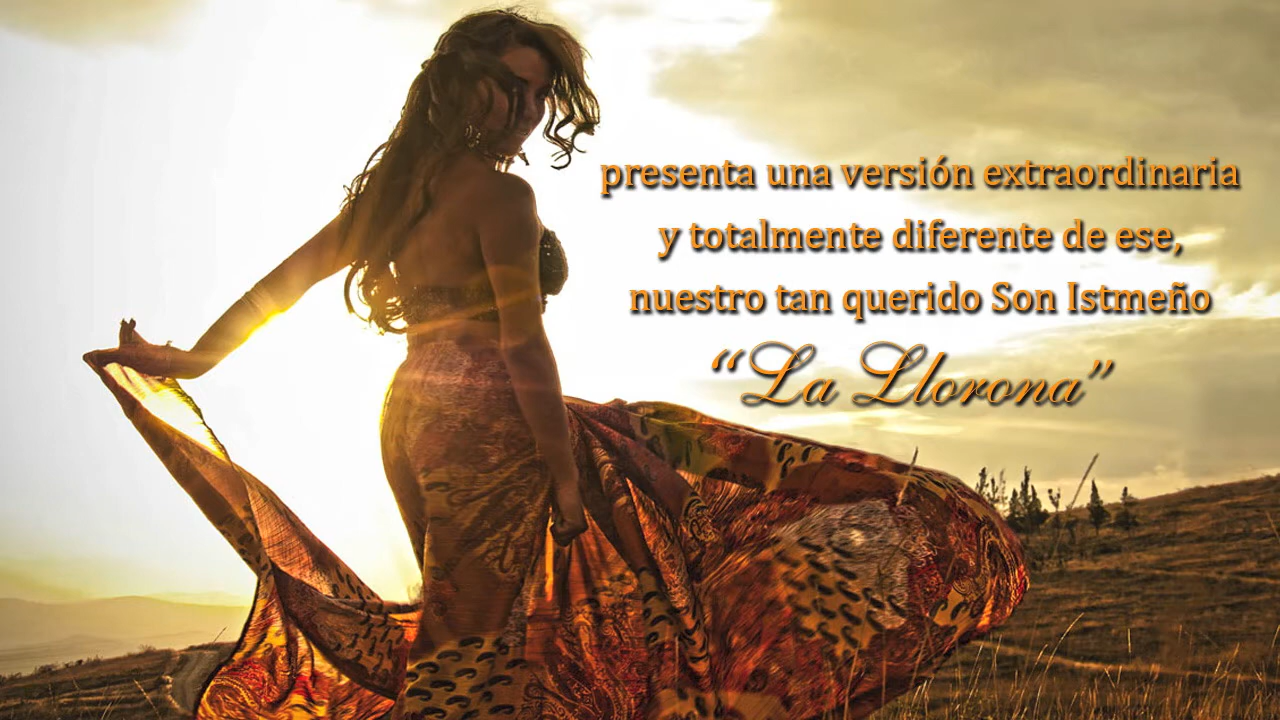 presenta una versión extraordinaria
y totalmente diferente de ese,
nuestro tan querido Son Istmeño
“La Llorona”